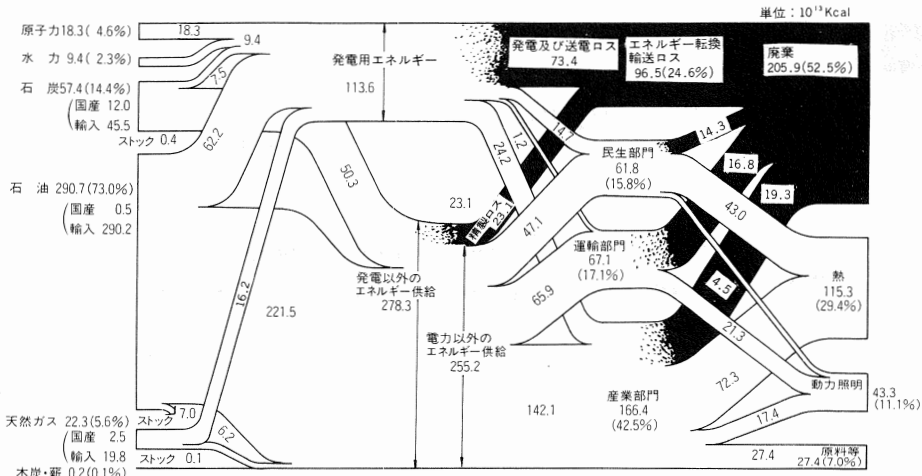 単位：10¹³Kcal
原子力18.3( 4.6%)
18.3
水　力 9.4( 2.3%)
9.4
石　炭57.4(14.4%)
7.5
国産 12.0
輸入 45.5
ストック 0.4
62.2
石　油 290.7(73.0%)
国産 0.5
輸入 290.2
16.2
221.5
天然ガス 22.3(5.6%)
ストック 7.0
国産 2.5
輸入 19.8
6.2
ストック 0.1
木炭・薪 0.2(0.1%)
発電用エネルギー
113.6
50.3
発電以外の
エネルギー供給
278.3
23.1
精製ロス
23.1
電力以外の
エネルギー供給
255.2
発電及び送電ロス
73.4
エネルギー転換
輸送ロス
96.5(24.6%)
廃棄
205.9(52.5%)
24.2
1.2
14.7
47.1
65.9
142.1
民生部門
61.8
(15.8%)
運輸部門
67.1
(17.1%)
産業部門
166.4
(42.5%)
14.3
16.8
19.3
43.0
4.5
21.3
72.3
17.4
27.4
熱
115.3
(29.4%)
動力照明
43.3
(11.1%)
原料等
27.4(7.0%)